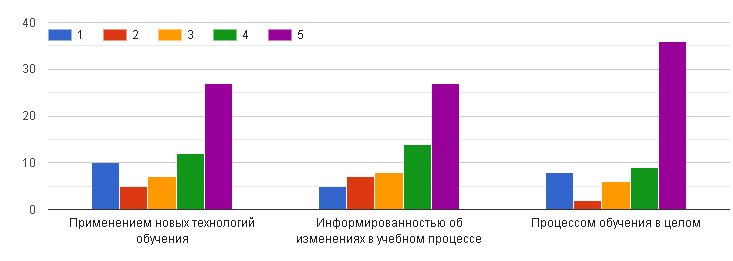 40
1 2 3 4 5
30
20
10
0
Применением новых технологий
обучения
Информированностью об
изменениях в учебном процессе
Процессом обучения в целом